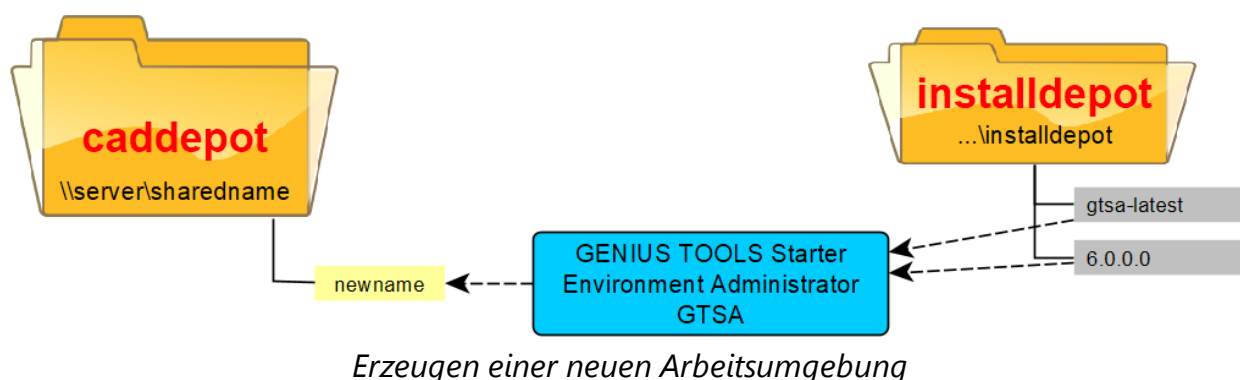 caddepot
\\server\sharedname
installdepot
...\installdepot
gtsa-latest
6.0.0.0
GENIUS TOOLS Starter
Environment Administrator
GTSA
newname
Erzeugen einer neuen Arbeitsumgebung